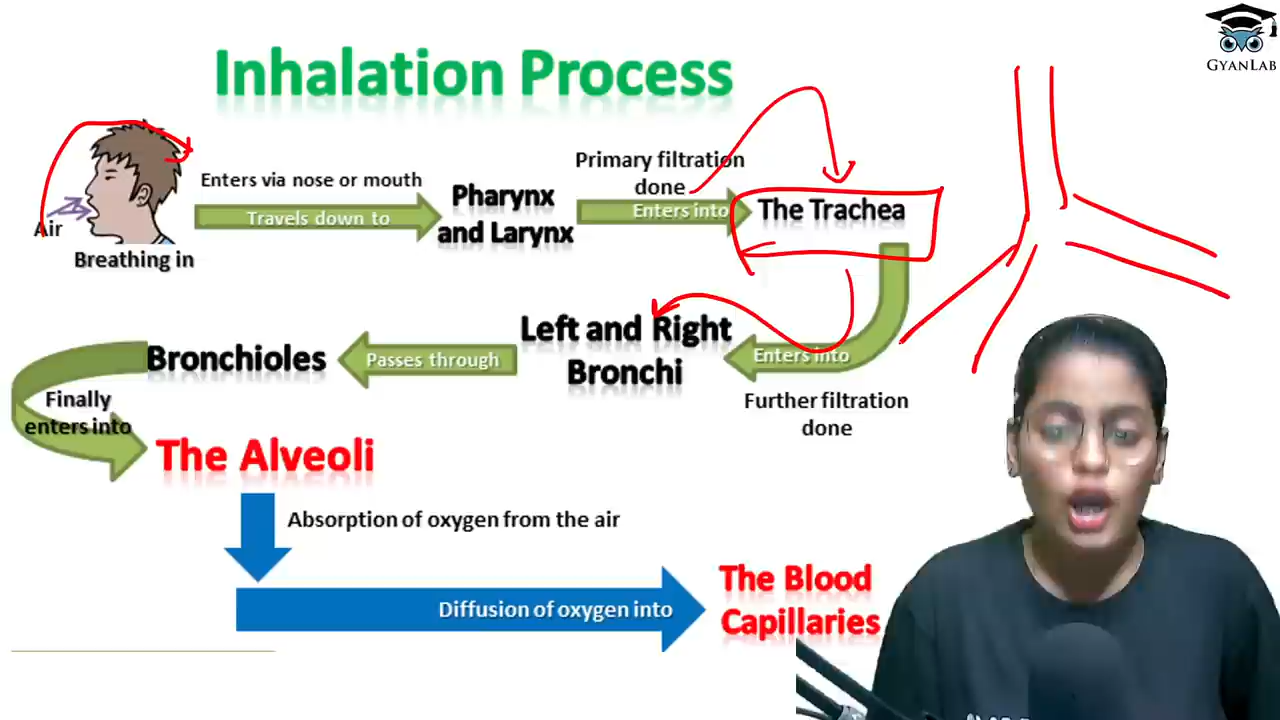 GYANLAB
Inhalation Process
Air
Breathing in
Enters via nose or mouth
Travels down to
Pharynx
and Larynx
Primary filtration
done
Enters into
The Trachea
Enters into
Further filtration
done
Left and Right
Bronchi
Passes through
Bronchioles
Finally
enters into
The Alveoli
Absorption of oxygen from the air
Diffusion of oxygen into
The Blood
Capillaries